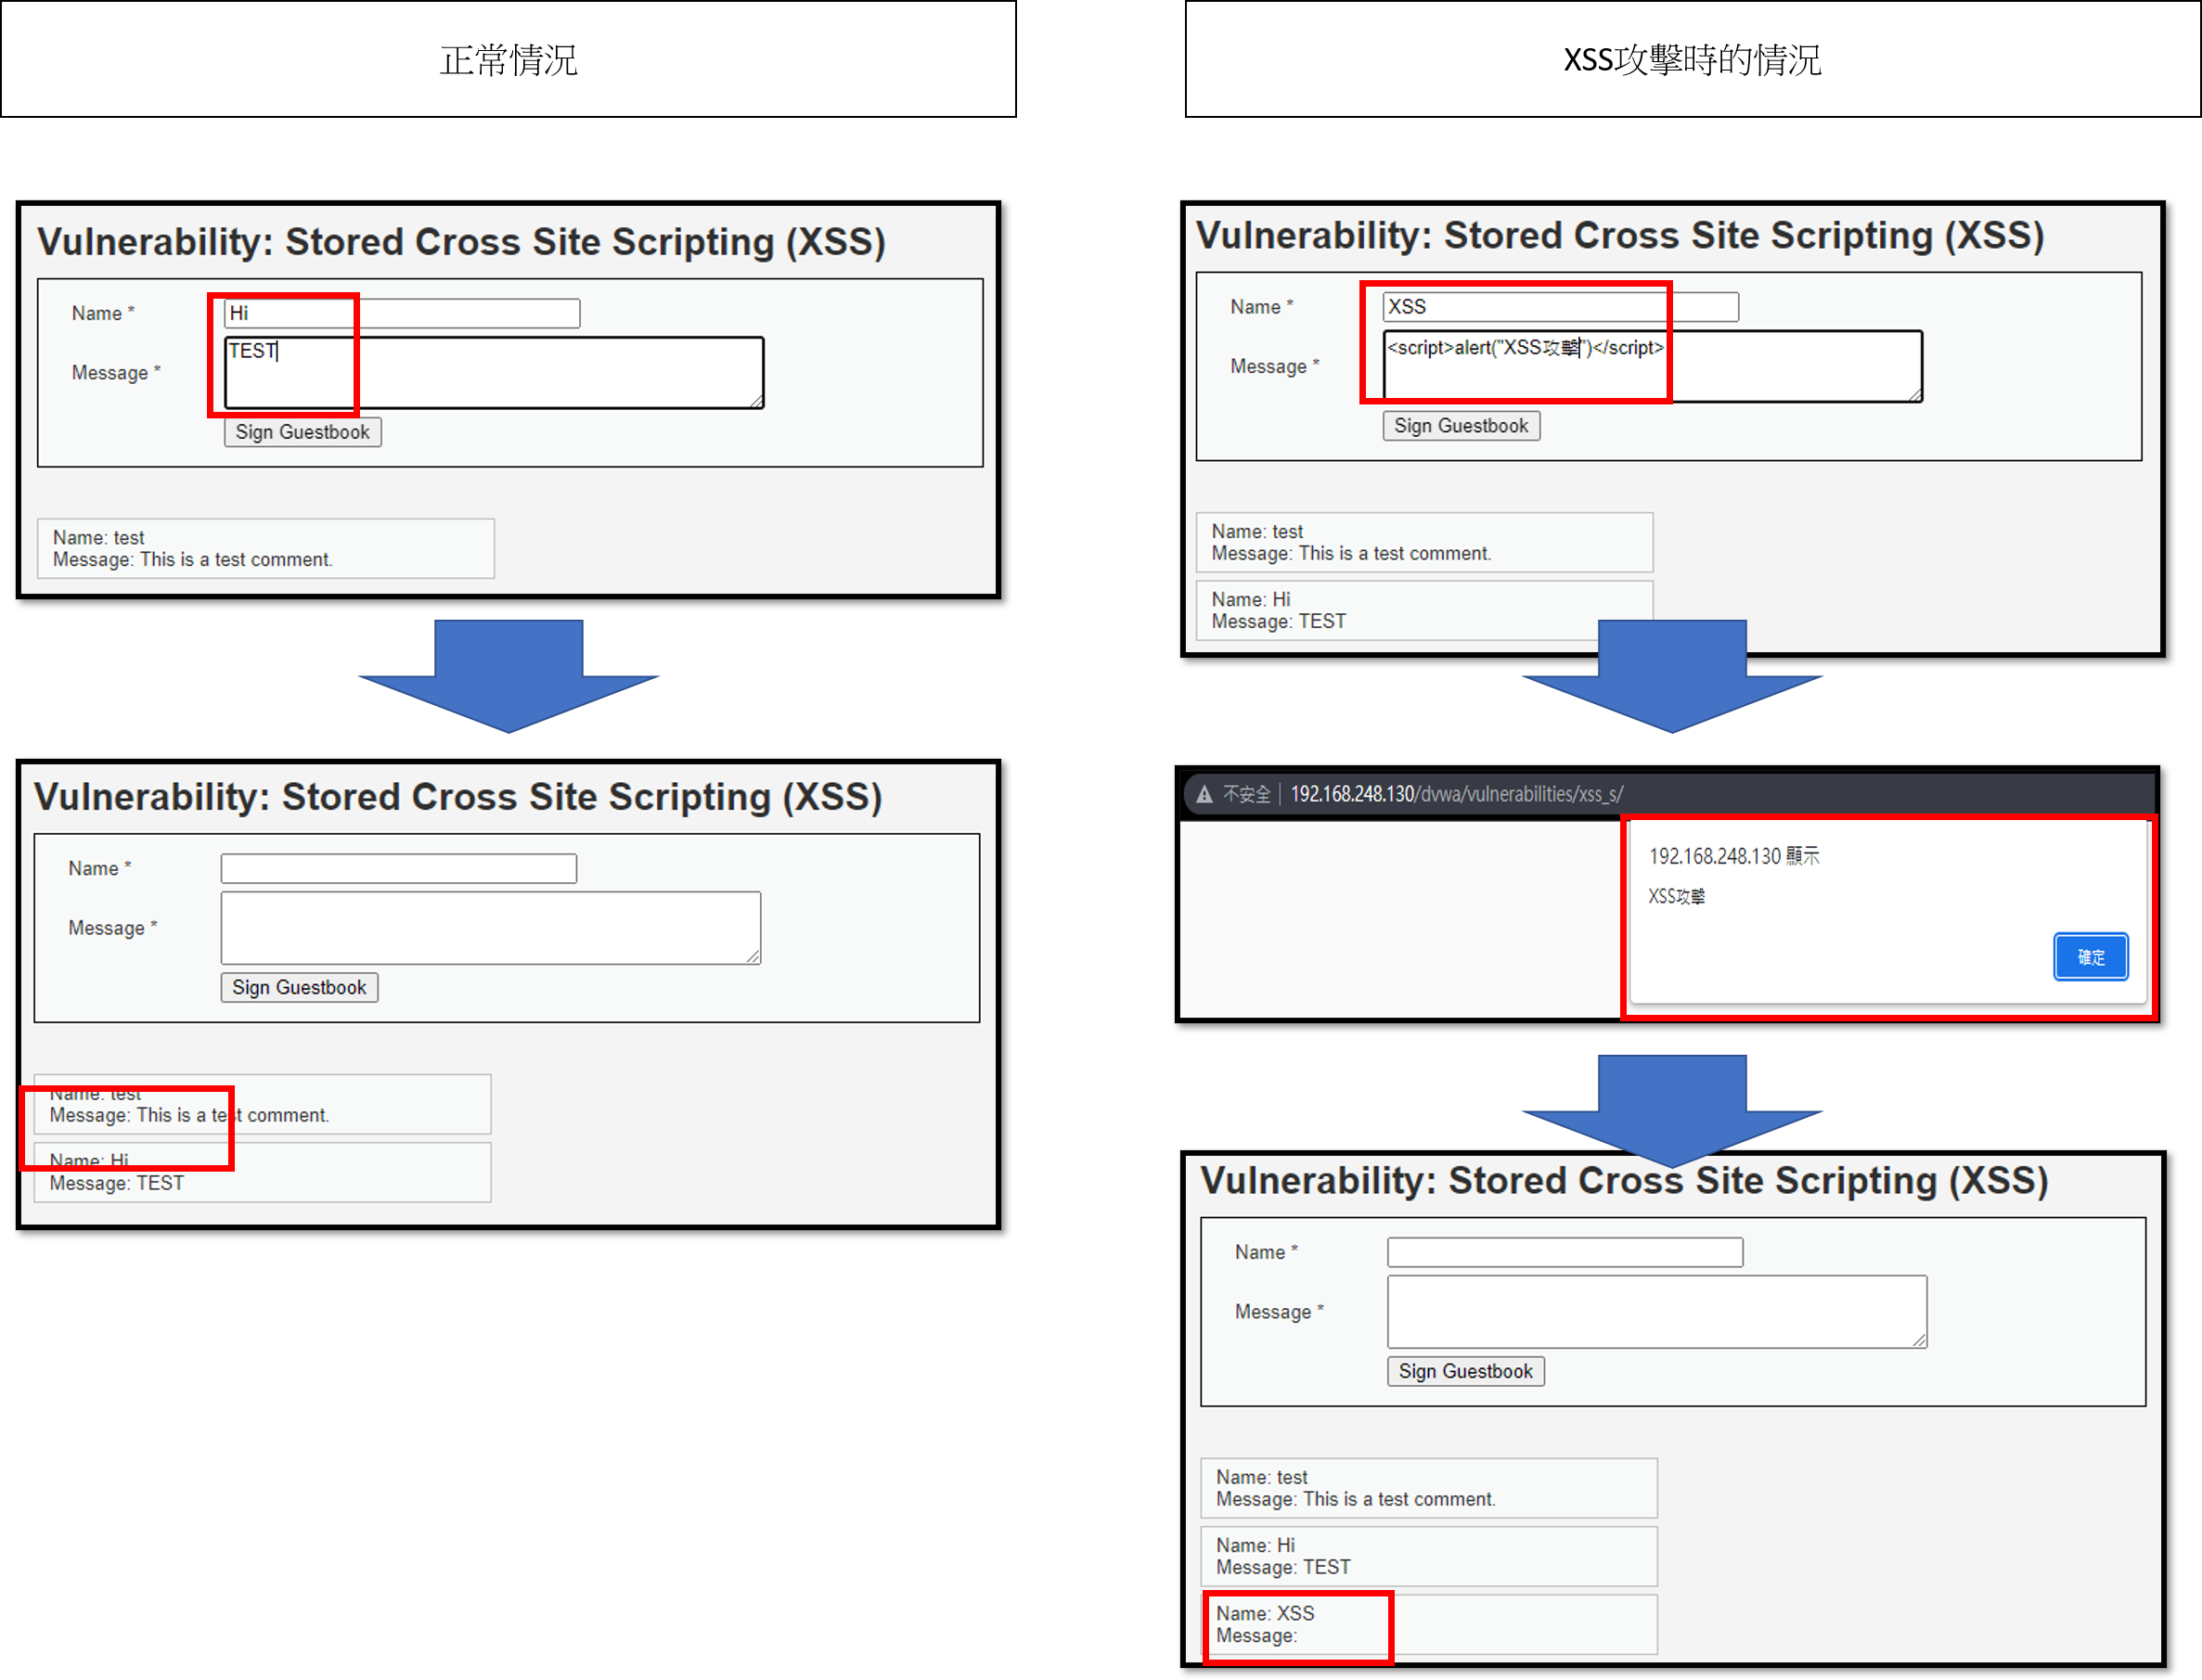 正常情況
Vulnerability: Stored Cross Site Scripting (XSS)
Name *
Hi
Message *
TEST
Sign Guestbook
Name: test
Message: This is a test comment.
Vulnerability: Stored Cross Site Scripting (XSS)
Name *
Message *
Sign Guestbook
Name: test
Message: This is a test comment.
Name: Hi
Message: TEST
XSS攻擊時的情況
Vulnerability: Stored Cross Site Scripting (XSS)
Name *
XSS
Message *
<script>alert("XSS攻擊")</script>
Sign Guestbook
Name: test
Message: This is a test comment.
Name: Hi
Message: TEST
不安全 192.168.248.130/dvwa/vulnerabilities/xss_s/
192.168.248.130 顯示
XSS攻擊
確定
Vulnerability: Stored Cross Site Scripting (XSS)
Name *
Message *
Sign Guestbook
Name: test
Message: This is a test comment.
Name: Hi
Message: TEST
Name: XSS
Message: